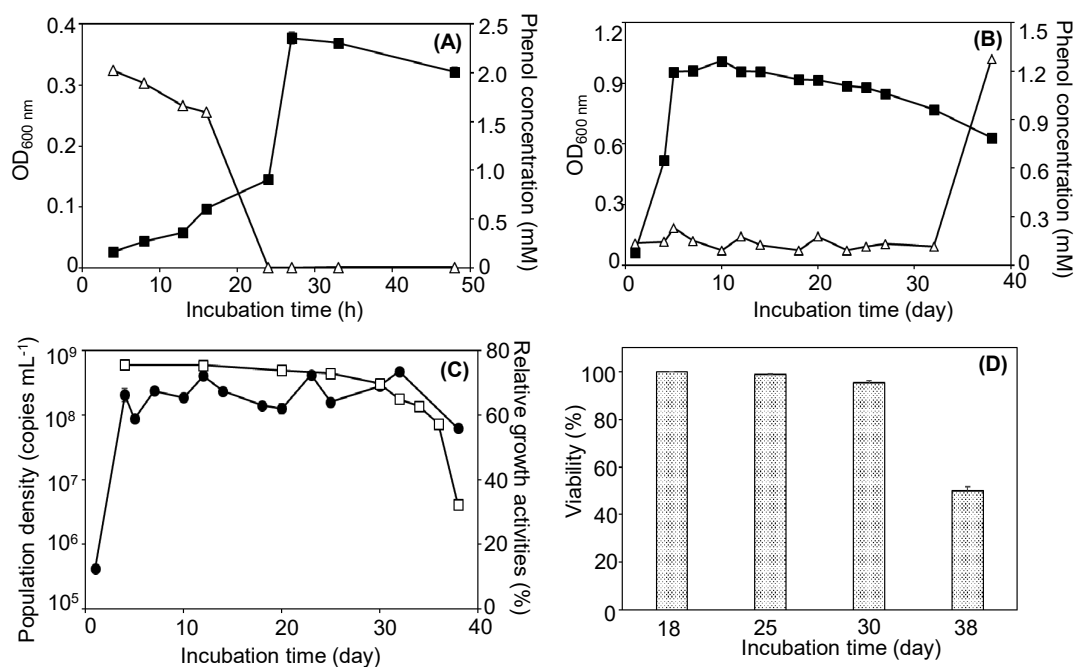 (A)
0.4
0.3
0.2
0.1
0
OD600 nm
2.5
2.0
1.5
1.0
0.5
0
Phenol concentration (mM)
0 10 20 30 40 50
Incubation time (h)
(B)
1.2
0.9
0.6
0.3
0
OD600 nm
1.5
1.2
0.9
0.6
0.3
0
Phenol concentration (mM)
0 10 20 30 40
Incubation time (day)
(C)
10⁹
10⁸
10⁷
10⁶
10⁵
Population density (copies mL⁻¹)
80
60
40
20
0
Relative growth activities (%)
0 10 20 30 40
Incubation time (day)
(D)
100
80
60
40
20
0
Viability (%)
18 25 30 38
Incubation time (day)